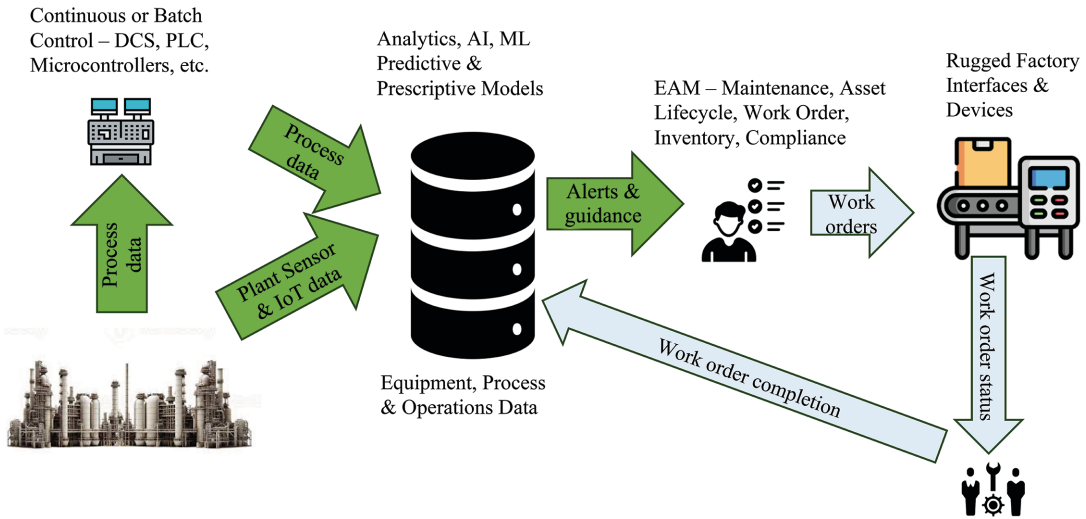 Continuous or Batch
Control – DCS, PLC,
Microcontrollers, etc.
Analytics, AI, ML
Predictive &
Prescriptive Models
EAM – Maintenance, Asset
Lifecycle, Work Order,
Inventory, Compliance
Rugged Factory
Interfaces &
Devices
Process
data
Process
data
Plant Sensor
& IoT data
Alerts &
guidance
Work
orders
Work order status
Work order completion
Equipment, Process
& Operations Data